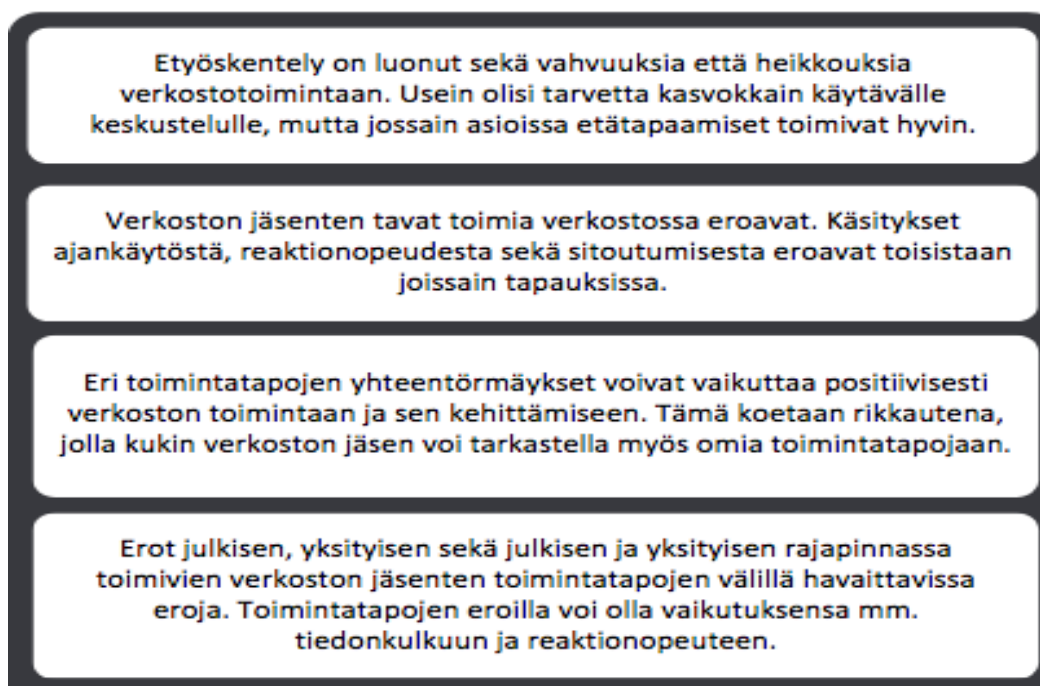 Etyöskentely on luonut sekä vahvuuksia että heikkouksia
verkostotoimintaan. Usein olisi tarvetta kasvokkain käytävälle
keskustelulle, mutta jossain asioissa etätapaamiset toimivat hyvin.
Verkoston jäsenten tavat toimia verkostossa eroavat. Käsitykset
ajankäytöstä, reaktionopeudesta sekä sitoutumisesta eroavat toisistaan
joissain tapauksissa.
Eri toimintatapojen yhteentörmäykset voivat vaikuttaa positiivisesti
verkoston toimintaan ja sen kehittämiseen. Tämä koetaan rikkautena,
jolla kukin verkoston jäsen voi tarkastella myös omia toimintatapojaan.
Erot julkisen, yksityisen sekä julkisen ja yksityisen rajapinnassa
toimivien verkoston jäsenten toimintatapojen välillä havaittavissa
eroja. Toimintatapojen eroilla voi olla vaikutuksensa mm.
tiedonkulkuun ja reaktionopeuteen.